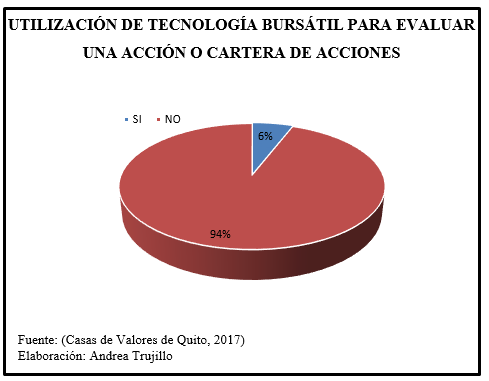 UTILIZACIÓN DE TECNOLOGÍA BURSÁTIL PARA EVALUAR
UNA ACCIÓN O CARTERA DE ACCIONES
SI NO
6%
94%
Fuente: (Casas de Valores de Quito, 2017)
Elaboración: Andrea Trujillo